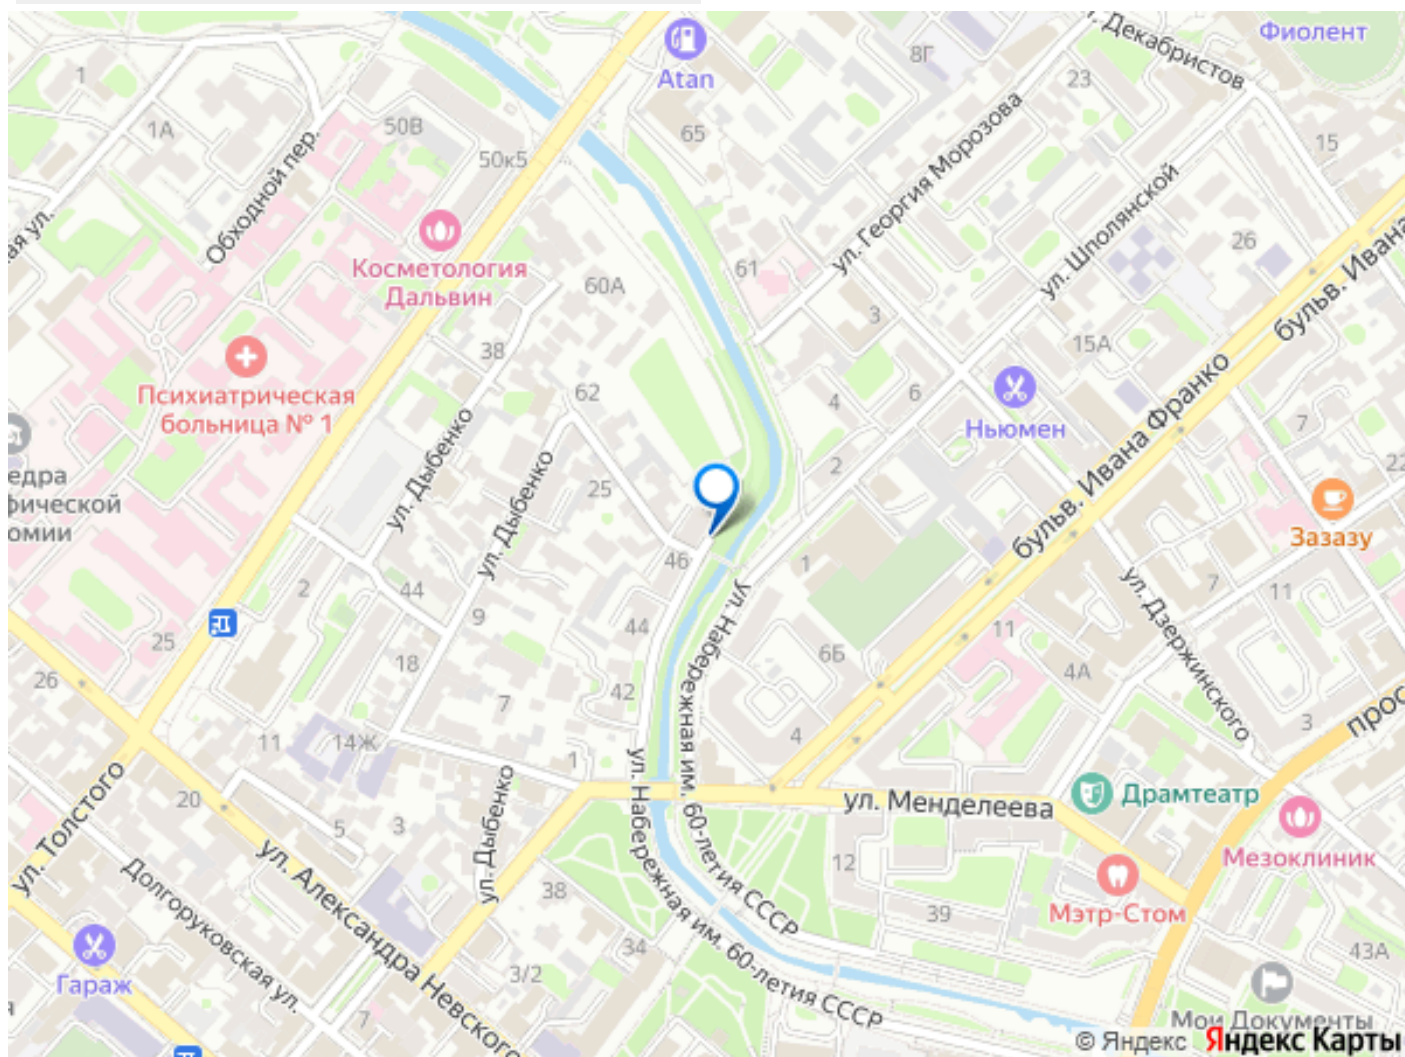 ул. Декабристов
Фиолент
Atan
8Г
23
1
1А
50В
65
15
50к5
Обходной пер.
ул. Георгия Морозова
ул. Шполянской
26
ая ул.
Косметология
Дальвин
60А
61
3
бульв. Ивана
15А
38
62
Психиатрическая
больница № 1
4
6
Ньюмен
7
22
едра
фической
омии
ул. Дыбенко
ул. Дыбенко
25
2
бульв. Ивана Франко
Зазазу
46
1
2
44
9
ул. Набережная им. 60-летия СССР
ул. Дзержинского
7
11
25
44
11
6Б
4А
26
18
42
7
3
прос
11
14Ж
1
4
ул. Толстого
20
5
3
ул. Дыбенко
ул. Набережная им. 60-летия СССР
ул. Менделеева
Драмтеатр
Мезоклиник
12
Долгоруковская ул.
ул. Александра Невского
38
39
Мэтр-Стом
34
43А
Гараж
3/2
7
Мои Документы
© Яндекс Яндекс Карты